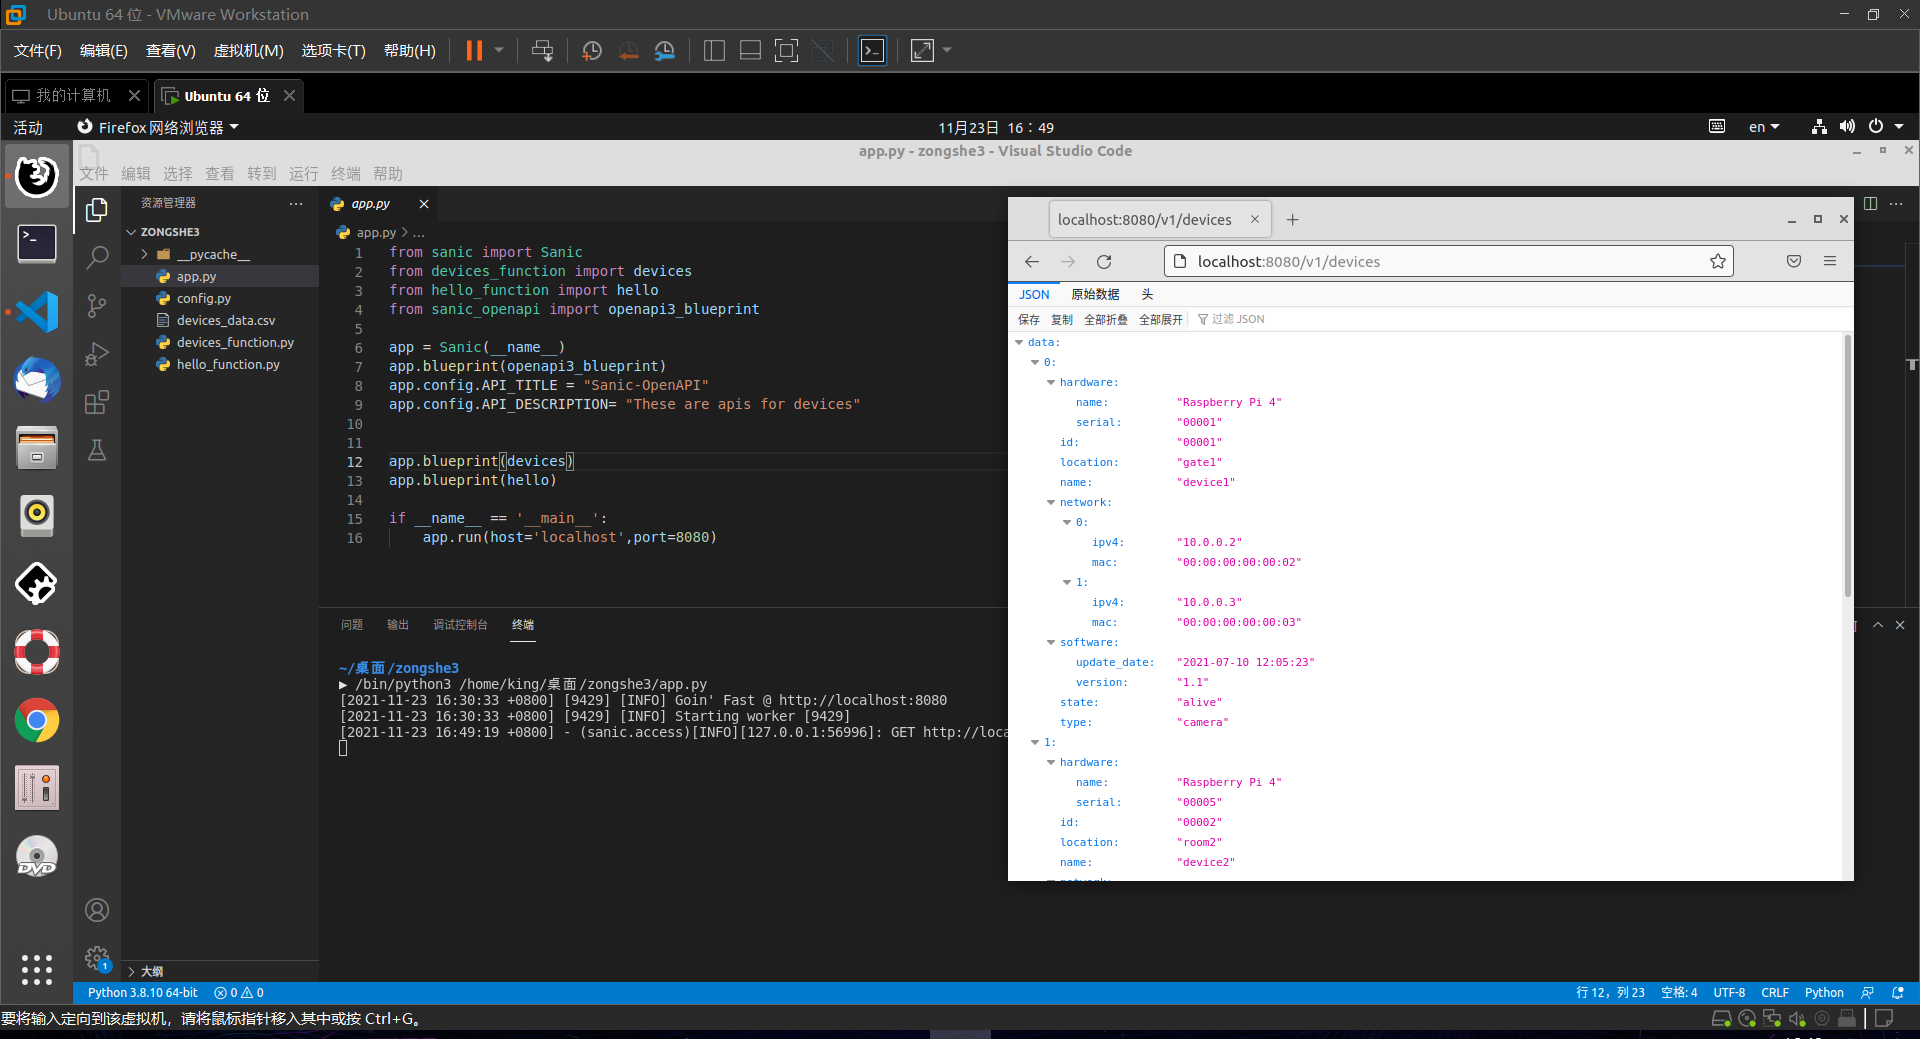 Ubuntu 64 位 - VMware Workstation
文件(F) 编辑(E) 查看(V) 虚拟机(M) 选项卡(T) 帮助(H)
我的计算机 Ubuntu 64 位
活动 Firefox 网络浏览器 11月23日 16：49 en
app.py - zongshe3 - Visual Studio Code
文件 编辑 选择 查看 转到 运行 终端 帮助
资源管理器 ···
ZONGSHE3
__pycache__
app.py
config.py
devices_data.csv
devices_function.py
hello_function.py
大纲
app.py
app.py > ...
1 from sanic import Sanic
2 from devices_function import devices
3 from hello_function import hello
4 from sanic_openapi import openapi3_blueprint
5
6 app = Sanic(__name__)
7 app.blueprint(openapi3_blueprint)
8 app.config.API_TITLE = "Sanic-OpenAPI"
9 app.config.API_DESCRIPTION= "These are apis for devices"
10
11
12 app.blueprint(devices)
13 app.blueprint(hello)
14
15 if __name__ == '__main__':
16 app.run(host='localhost',port=8080)
问题 输出 调试控制台 终端
~/桌面/zongshe3
▶ /bin/python3 /home/king/桌面/zongshe3/app.py
[2021-11-23 16:30:33 +0800] [9429] [INFO] Goin' Fast @ http://localhost:8080
[2021-11-23 16:30:33 +0800] [9429] [INFO] Starting worker [9429]
[2021-11-23 16:49:19 +0800] - (sanic.access)[INFO][127.0.0.1:56996]: GET http://loca
localhost:8080/v1/devices
localhost:8080/v1/devices
JSON 原始数据 头
保存 复制 全部折叠 全部展开 过滤 JSON
data:
0:
hardware:
name: "Raspberry Pi 4"
serial: "00001"
id: "00001"
location: "gate1"
name: "device1"
network:
0:
ipv4: "10.0.0.2"
mac: "00:00:00:00:00:02"
1:
ipv4: "10.0.0.3"
mac: "00:00:00:00:00:03"
software:
update_date: "2021-07-10 12:05:23"
version: "1.1"
state: "alive"
type: "camera"
1:
hardware:
name: "Raspberry Pi 4"
serial: "00005"
id: "00002"
location: "room2"
name: "device2"
DVD
1
Python 3.8.10 64-bit 0 0 行 12，列 23 空格: 4 UTF-8 CRLF Python
要将输入定向到该虚拟机，请将鼠标指针移入其中或按 Ctrl+G。